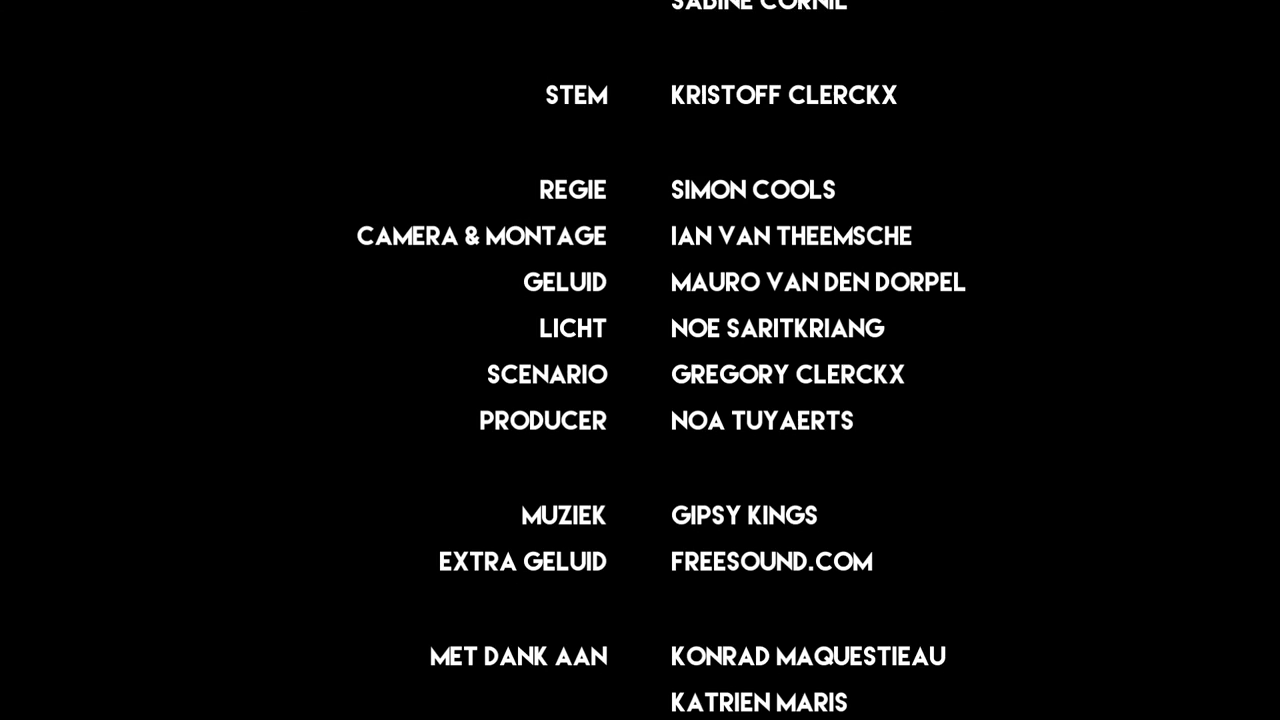 SABINE CORNIL
STEM KRISTOFF CLERCKX
REGIE SIMON COOLS
CAMERA & MONTAGE IAN VAN THEEMSCHE
GELUID MAURO VAN DEN DORPEL
LICHT NOE SARITKRIANG
SCENARIO GREGORY CLERCKX
PRODUCER NOA TUYAERTS
MUZIEK GIPSY KINGS
EXTRA GELUID FREESOUND.COM
MET DANK AAN KONRAD MAQUESTIEAU
KATRIEN MARIS